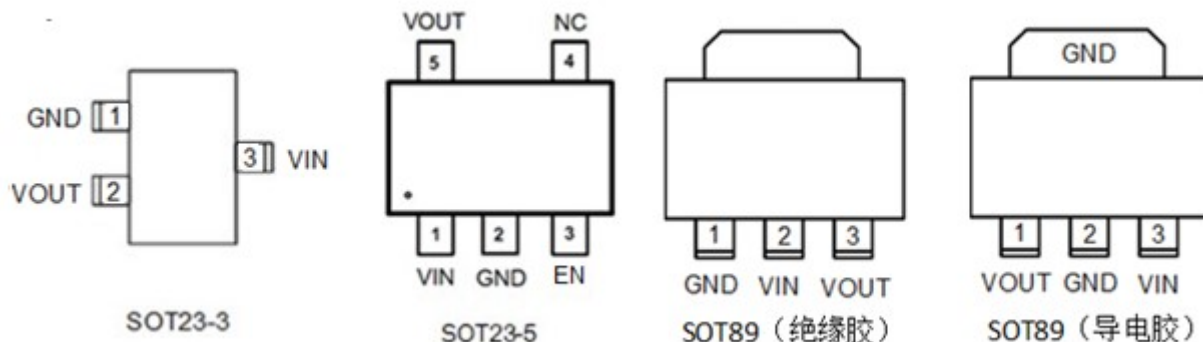 GND 1
VOUT 2
3 VIN
SOT23-3
VOUT NC
5 4
1 2 3
VIN GND EN
SOT23-5
1 2 3
GND VIN VOUT
SOT89（绝缘胶）
GND
1 2 3
VOUT GND VIN
SOT89（导电胶）